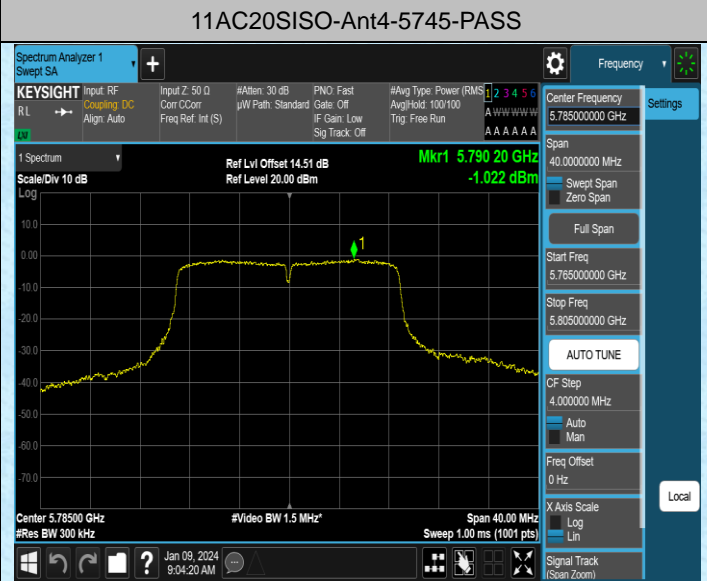 11AC20SISO-Ant4-5745-PASS
Spectrum Analyzer 1
Swept SA
+
Frequency
KEYSIGHT
RL
LXI
Input: RF
Coupling: DC
Align: Auto
Input Z: 50 Ω
Corr CCorr
Freq Ref: Int (S)
#Atten: 30 dB
µW Path: Standard
PNO: Fast
Gate: Off
IF Gain: Low
Sig Track: Off
#Avg Type: Power (RMS
Avg|Hold: 100/100
Trig: Free Run
1 2 3 4 5 6
A W W W W W
A A A A A A
1 Spectrum
Scale/Div 10 dB
Log
Ref Lvl Offset 14.51 dB
Ref Level 20.00 dBm
Mkr1 5.790 20 GHz
-1.022 dBm
1
10.0
0.00
-10.0
-20.0
-30.0
-40.0
-50.0
-60.0
-70.0
Center 5.78500 GHz
#Res BW 300 kHz
#Video BW 1.5 MHz*
Span 40.00 MHz
Sweep 1.00 ms (1001 pts)
Center Frequency
5.785000000 GHz
Settings
Span
40.0000000 MHz
Swept Span
Zero Span
Full Span
Start Freq
5.765000000 GHz
Stop Freq
5.805000000 GHz
AUTO TUNE
CF Step
4.000000 MHz
Auto
Man
Freq Offset
0 Hz
X Axis Scale
Log
Lin
Local
Signal Track
(Span Zoom)
?
Jan 09, 2024
9:04:20 AM